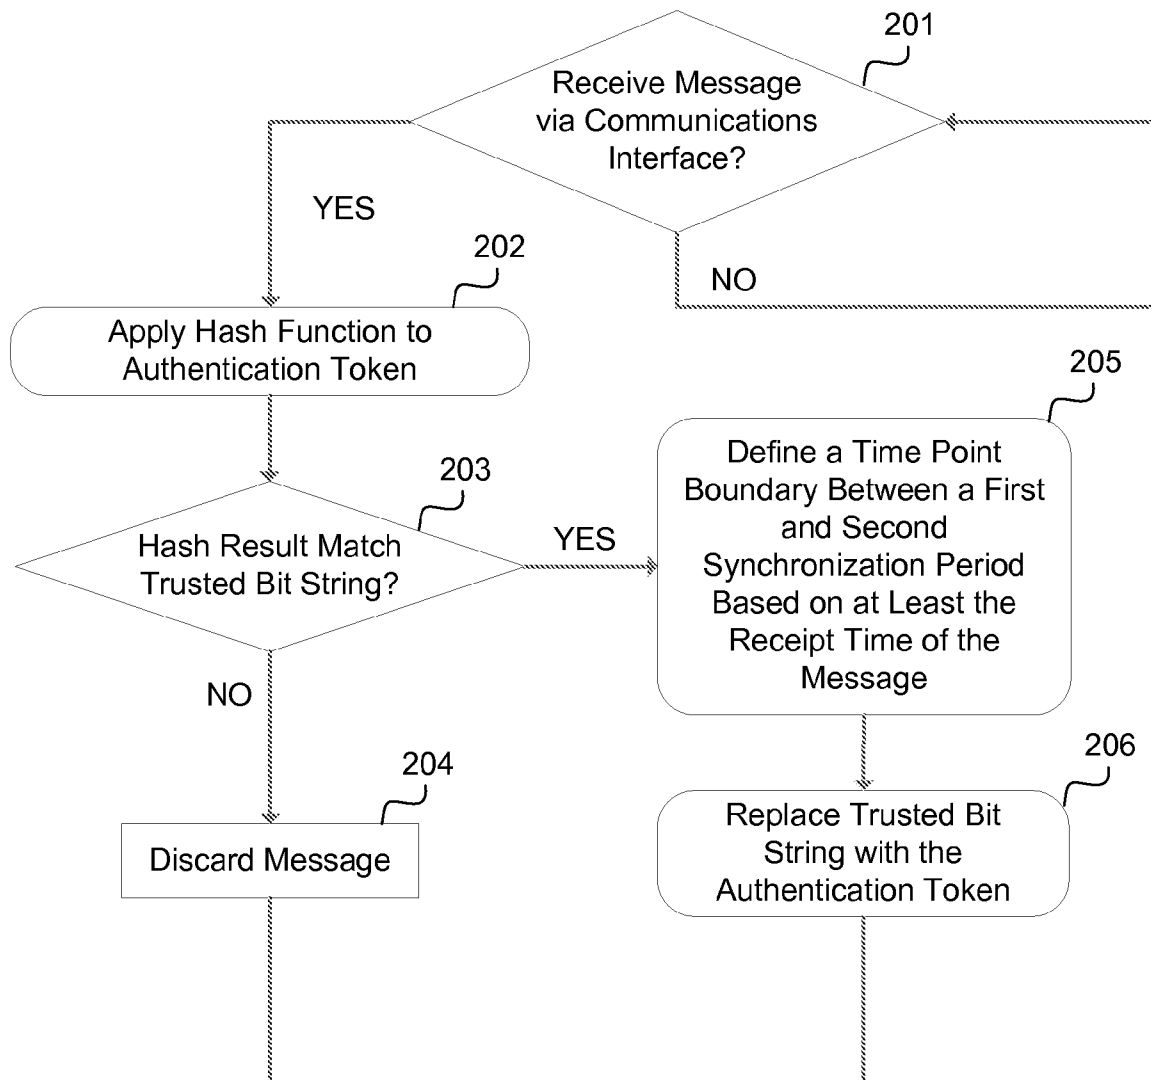 201
Receive Message
via Communications
Interface?
YES
NO
202
Apply Hash Function to
Authentication Token
203
Hash Result Match
Trusted Bit String?
YES
NO
205
Define a Time Point
Boundary Between a First
and Second
Synchronization Period
Based on at Least the
Receipt Time of the
Message
204
Discard Message
206
Replace Trusted Bit
String with the
Authentication Token